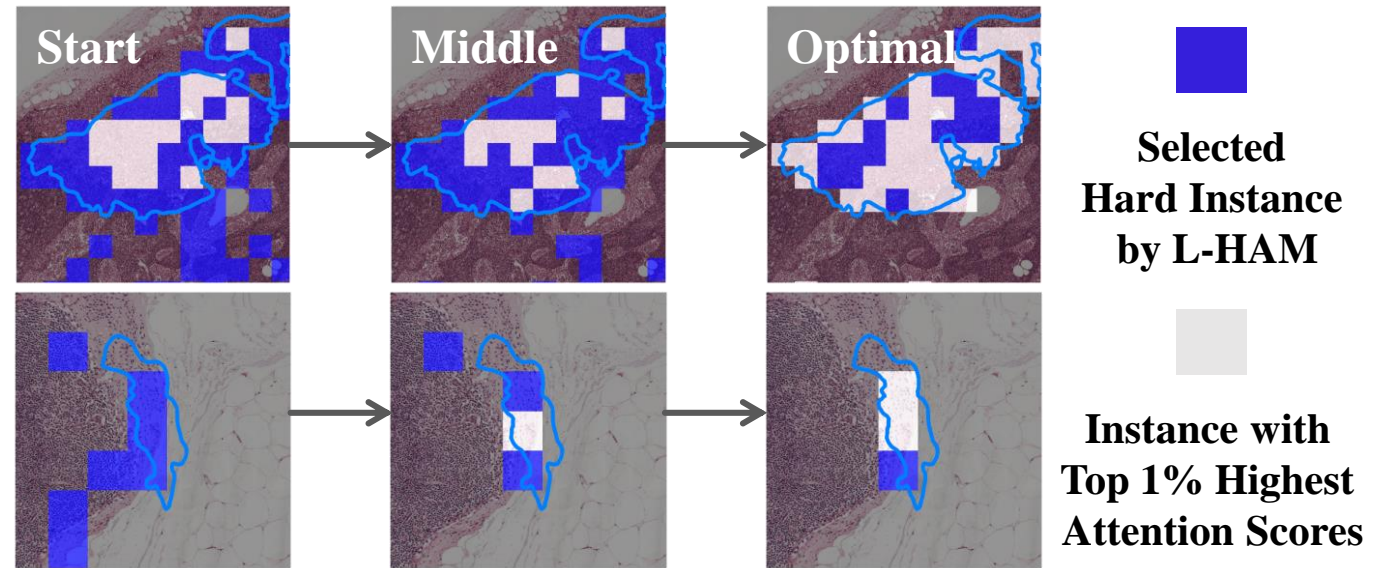 Start
Middle
Optimal
Selected
Hard Instance
by L-HAM
Instance with
Top 1% Highest
Attention Scores